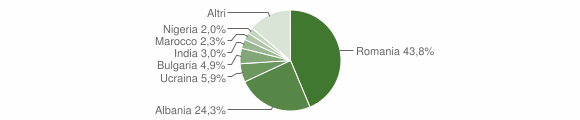 Altri
Nigeria 2,0%
Marocco 2,3%
India 3,0%
Romania 43,8%
Bulgaria 4,9%
Ucraina 5,9%
Albania 24,3%